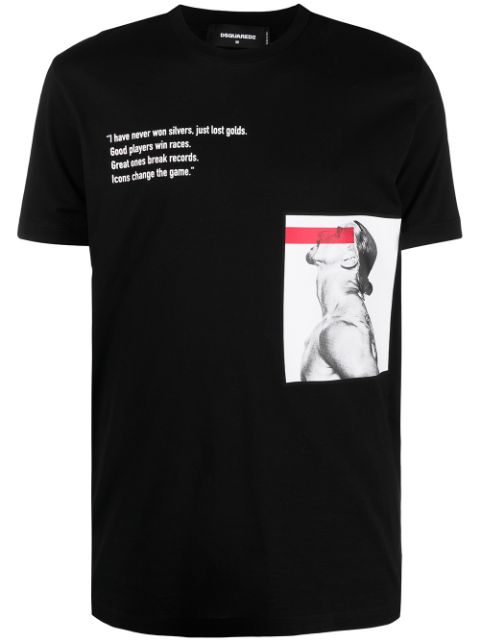 DSQUARED2
"I have never won silvers, just lost golds.
Good players win races.
Great ones break records.
Icons change the game."